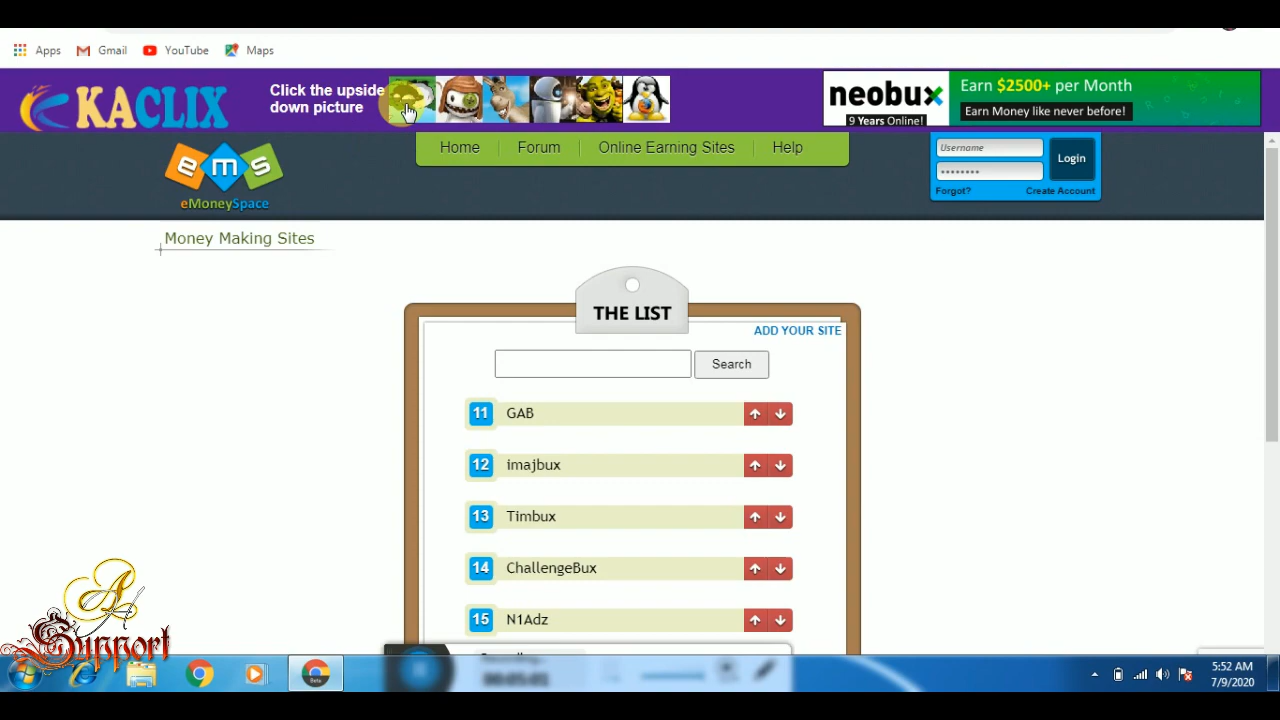 Apps Gmail YouTube Maps
KACLIX
Click the upside
down picture
neobux
9 Years Online!
Earn $2500+ per Month
Earn Money like never before!
ems
eMoneySpace
Home Forum Online Earning Sites Help
Username
Login
Forgot? Create Account
Money Making Sites
THE LIST
ADD YOUR SITE
Search
11 GAB
12 imajbux
13 Timbux
14 ChallengeBux
15 N1Adz
A
Support
5:52 AM
7/9/2020